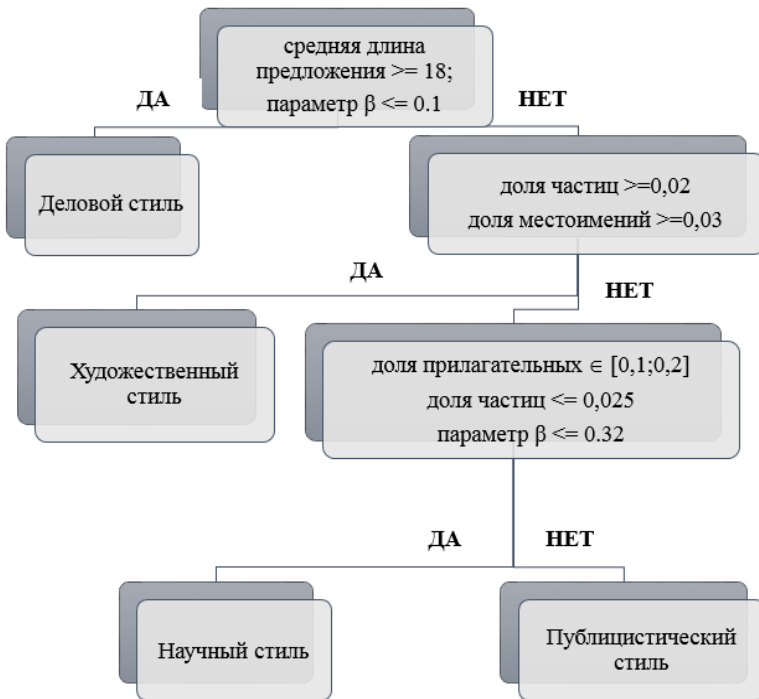 средняя длина
предложения >= 18;
параметр β <= 0.1
ДА
НЕТ
Деловой стиль
доля частиц >=0,02
доля местоимений >=0,03
ДА
НЕТ
Художественный
стиль
доля прилагательных ∈ [0,1;0,2]
доля частиц <= 0,025
параметр β <= 0.32
ДА
НЕТ
Научный стиль
Публицистический
стиль